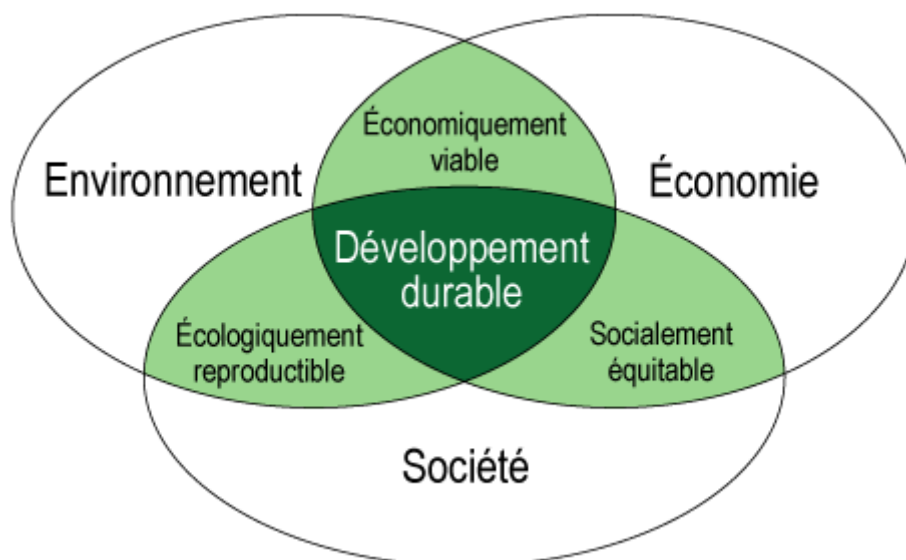 Économiquement
viable
Environnement
Économie
Développement
durable
Écologiquement
reproductible
Socialement
équitable
Société